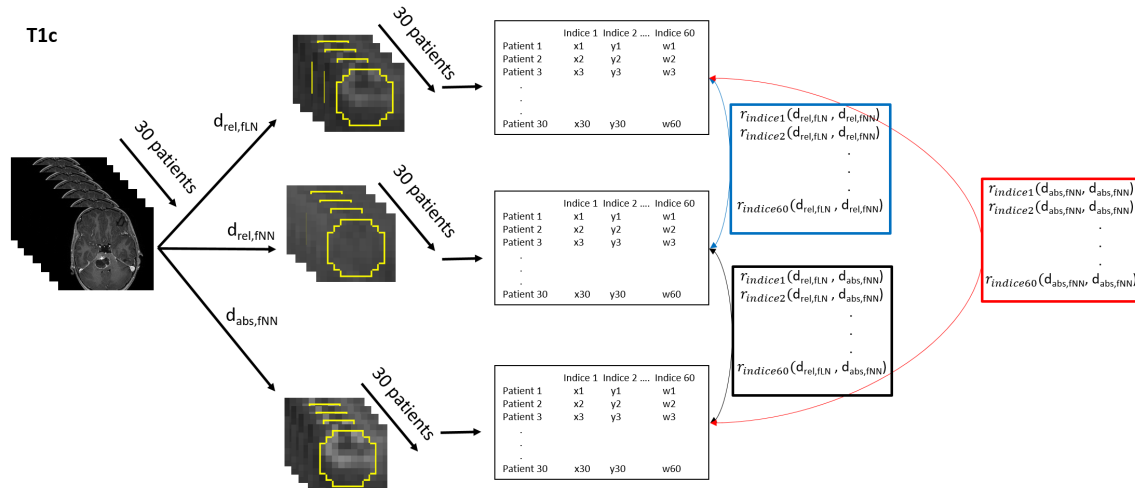 T1c
30 patients
d_rel,fLN
d_rel,fNN
d_abs,fNN
30 patients
Indice 1 Indice 2 .... Indice 60
Patient 1 x1 y1 w1
Patient 2 x2 y2 w2
Patient 3 x3 y3 w3
.
.
.
Patient 30 x30 y30 w60
30 patients
Indice 1 Indice 2 .... Indice 60
Patient 1 x1 y1 w1
Patient 2 x2 y2 w2
Patient 3 x3 y3 w3
.
.
.
Patient 30 x30 y30 w60
30 patients
Indice 1 Indice 2 .... Indice 60
Patient 1 x1 y1 w1
Patient 2 x2 y2 w2
Patient 3 x3 y3 w3
.
.
.
Patient 30 x30 y30 w60
r_indice1(d_rel,fLN , d_rel,fNN)
r_indice2(d_rel,fLN , d_rel,fNN)
.
.
.
.
r_indice60(d_rel,fLN , d_rel,fNN)
r_indice1(d_rel,fLN , d_abs,fNN)
r_indice2(d_rel,fLN , d_abs,fNN)
.
.
.
.
r_indice60(d_rel,fLN , d_abs,fNN)
r_indice1(d_abs,fNN, d_abs,fNN)
r_indice2(d_abs,fNN, d_abs,fNN)
.
.
.
.
r_indice60(d_abs,fNN, d_abs,fNN)